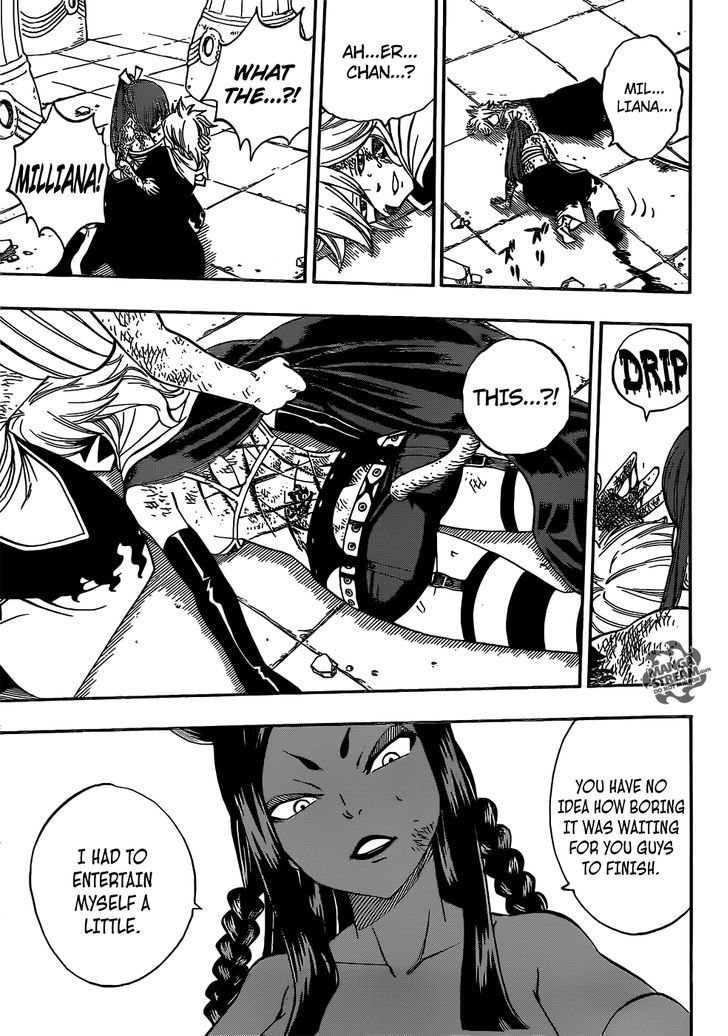 MIL...
LIANA...
AH...ER.
CHAN...?
WHAT
THE...?!
MILLIANA!
DRIP
THIS...?!
MANGA
STREAM.com
YOU HAVE NO
IDEA HOW BORING
IT WAS WAITING
FOR YOU GUYS
TO FINISH.
I HAD TO
ENTERTAIN
MYSELF A
LITTLE.